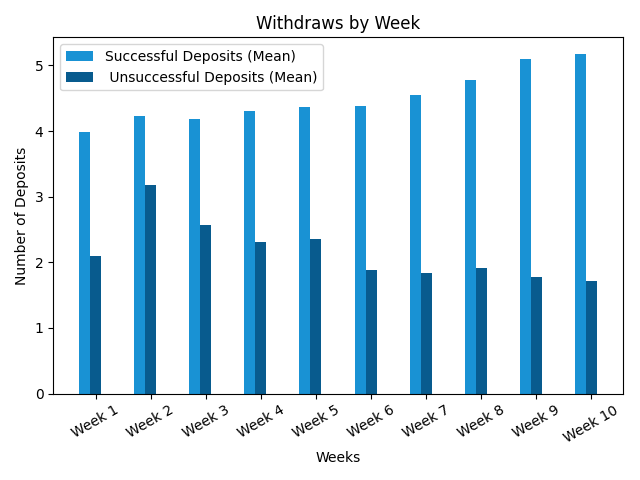 Withdraws by Week
Successful Deposits (Mean)
Unsuccessful Deposits (Mean)
Number of Deposits
5
4
3
2
1
0
Week 1
Week 2
Week 3
Week 4
Week 5
Week 6
Week 7
Week 8
Week 9
Week 10
Weeks